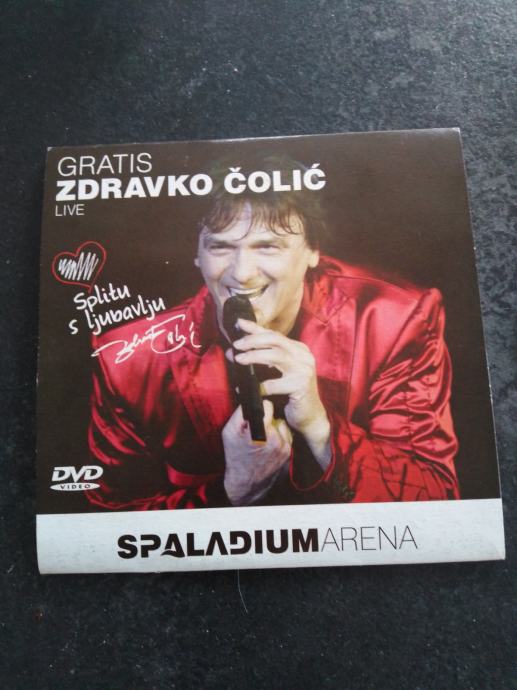 GRATIS
ZDRAVKO ČOLIĆ
LIVE
Splitu
s ljubavlju
DVD
VIDEO
SPALADIUMARENA